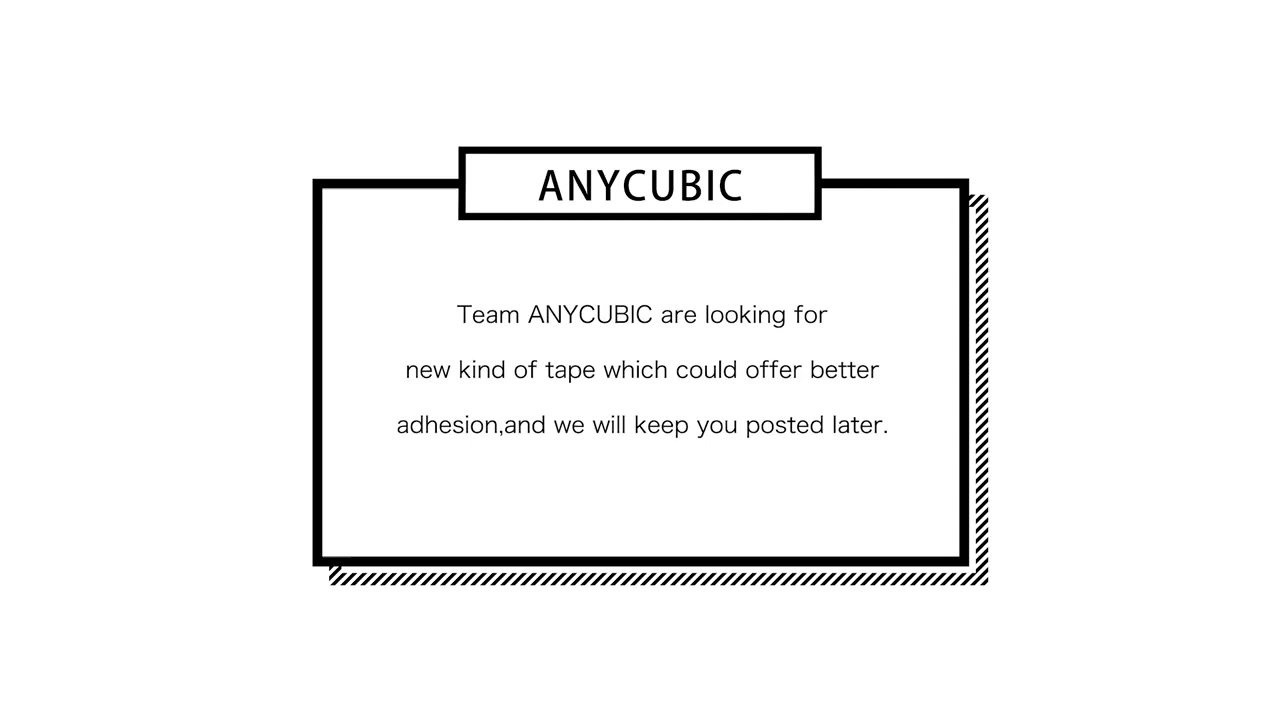 ANYCUBIC
Team ANYCUBIC are looking for
new kind of tape which could offer better
adhesion,and we will keep you posted later.